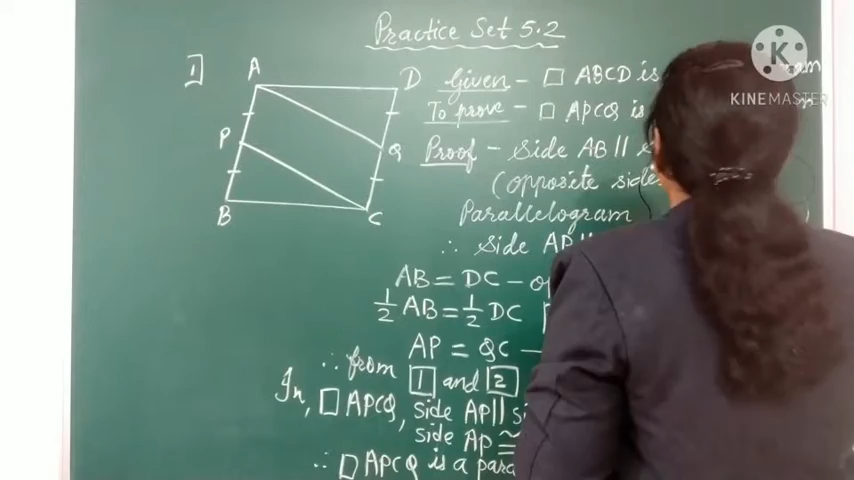 Practice Set 5.2
1]
A
D
P
Q
B
C
Given - □ ABCD is
To prove - □ APCQ is
Proof - side AB ||
(opposite side
Parallelogram
∴ side AP ||
AB = DC -
1/2 AB = 1/2 DC
AP = QC -
∴ from 1 and 2
In, □ APCQ, side AP ||
side AP ≅
∴ □ APCQ is a
KINEMASTER